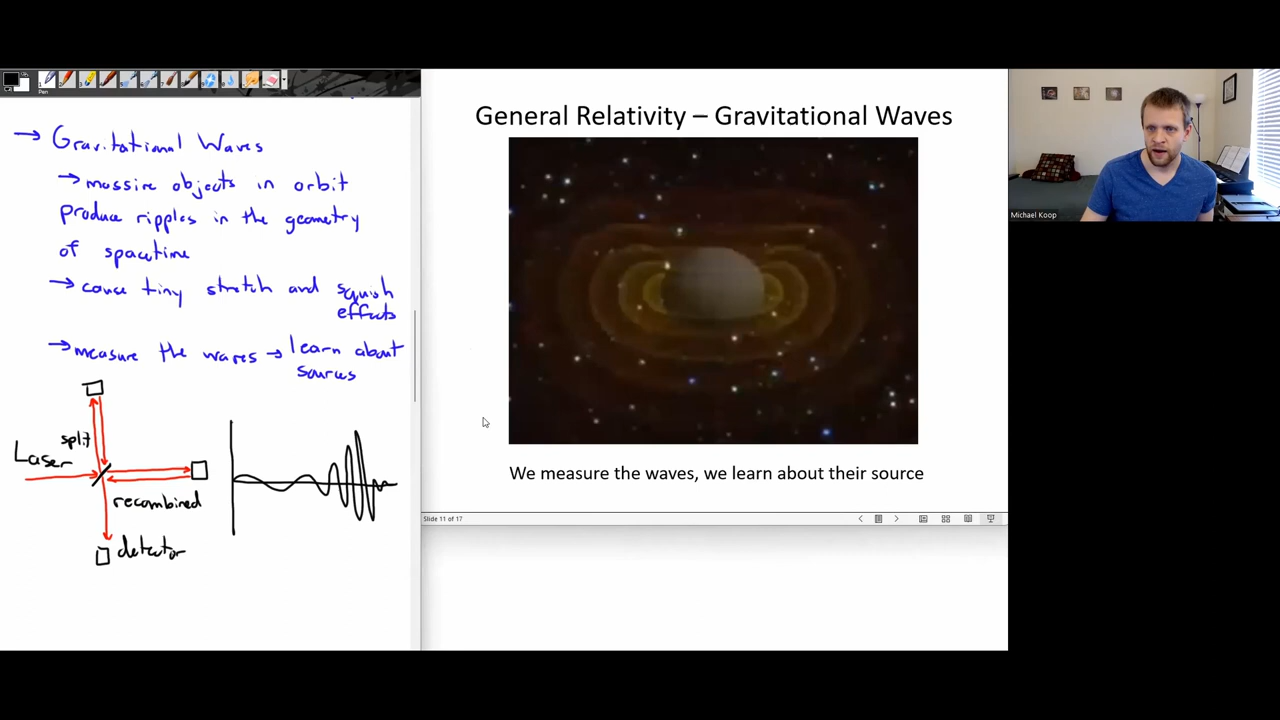 Pen
→ Gravitational Waves
→ massive objects in orbit
produce ripples in the geometry
of spacetime
→ cause tiny stretch and squish
effects
→ measure the waves → learn about
sources
split
Laser
recombined
detector
General Relativity – Gravitational Waves
We measure the waves, we learn about their source
Slide 11 of 17
Michael Koop